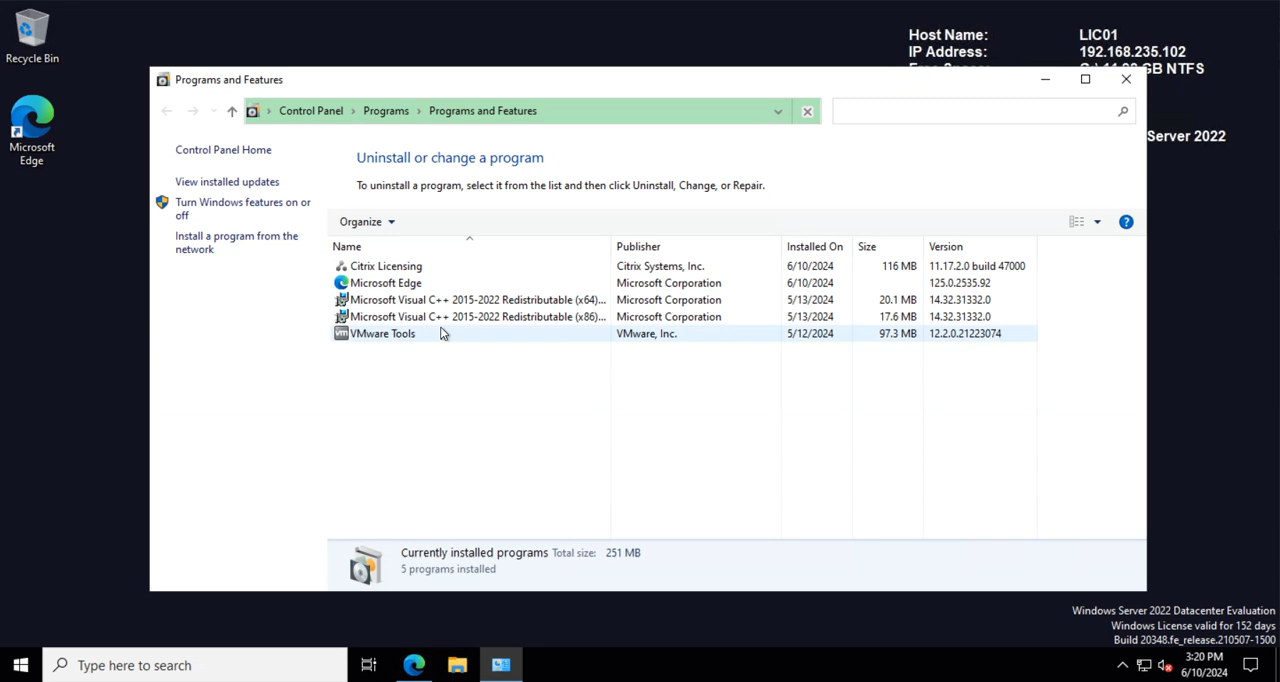 Recycle Bin
Microsoft
Edge
Host Name: LIC01
IP Address: 192.168.235.102
GB NTFS
Server 2022
Programs and Features
Control Panel > Programs > Programs and Features
Control Panel Home
View installed updates
Turn Windows features on or
off
Install a program from the
network
Uninstall or change a program
To uninstall a program, select it from the list and then click Uninstall, Change, or Repair.
Organize
Name Publisher Installed On Size Version
Citrix Licensing Citrix Systems, Inc. 6/10/2024 116 MB 11.17.2.0 build 47000
Microsoft Edge Microsoft Corporation 6/10/2024 125.0.2535.92
Microsoft Visual C++ 2015-2022 Redistributable (x64)... Microsoft Corporation 5/13/2024 20.1 MB 14.32.31332.0
Microsoft Visual C++ 2015-2022 Redistributable (x86)... Microsoft Corporation 5/13/2024 17.6 MB 14.32.31332.0
vm VMware Tools VMware, Inc. 5/12/2024 97.3 MB 12.2.0.21223074
Currently installed programs Total size: 251 MB
5 programs installed
Windows Server 2022 Datacenter Evaluation
Windows License valid for 152 days
Build 20348.fe_release.210507-1500
Type here to search
3:20 PM
6/10/2024